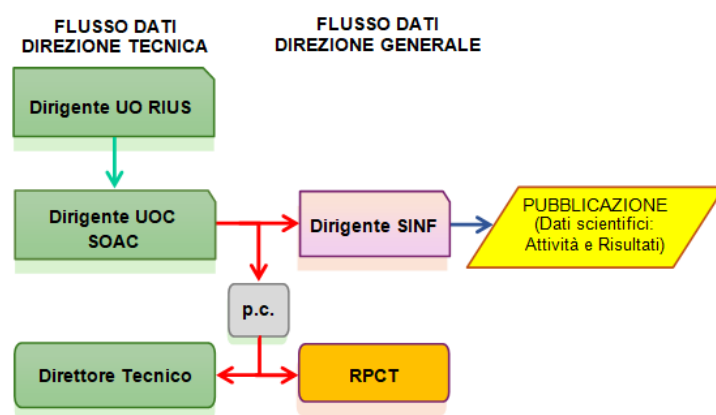 FLUSSO DATI
DIREZIONE TECNICA
FLUSSO DATI
DIREZIONE GENERALE
Dirigente UO RIUS
Dirigente UOC
SOAC
Dirigente SINF
PUBBLICAZIONE
(Dati scientifici:
Attività e Risultati)
p.c.
Direttore Tecnico
RPCT